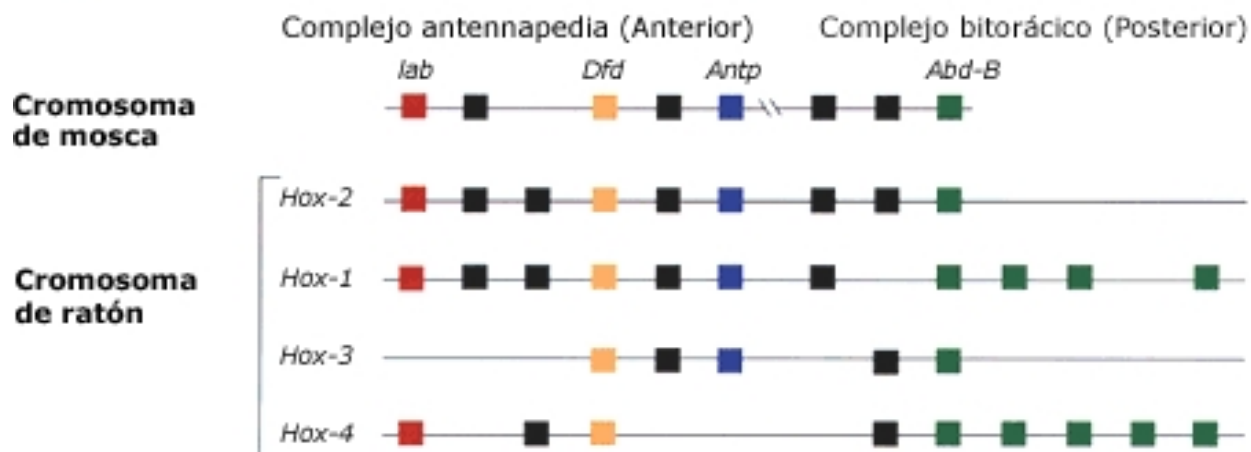 Complejo antennapedia (Anterior) Complejo bitorácico (Posterior)
lab Dfd Antp Abd-B
Cromosoma
de mosca
Hox-2
Hox-1
Cromosoma
de ratón
Hox-3
Hox-4